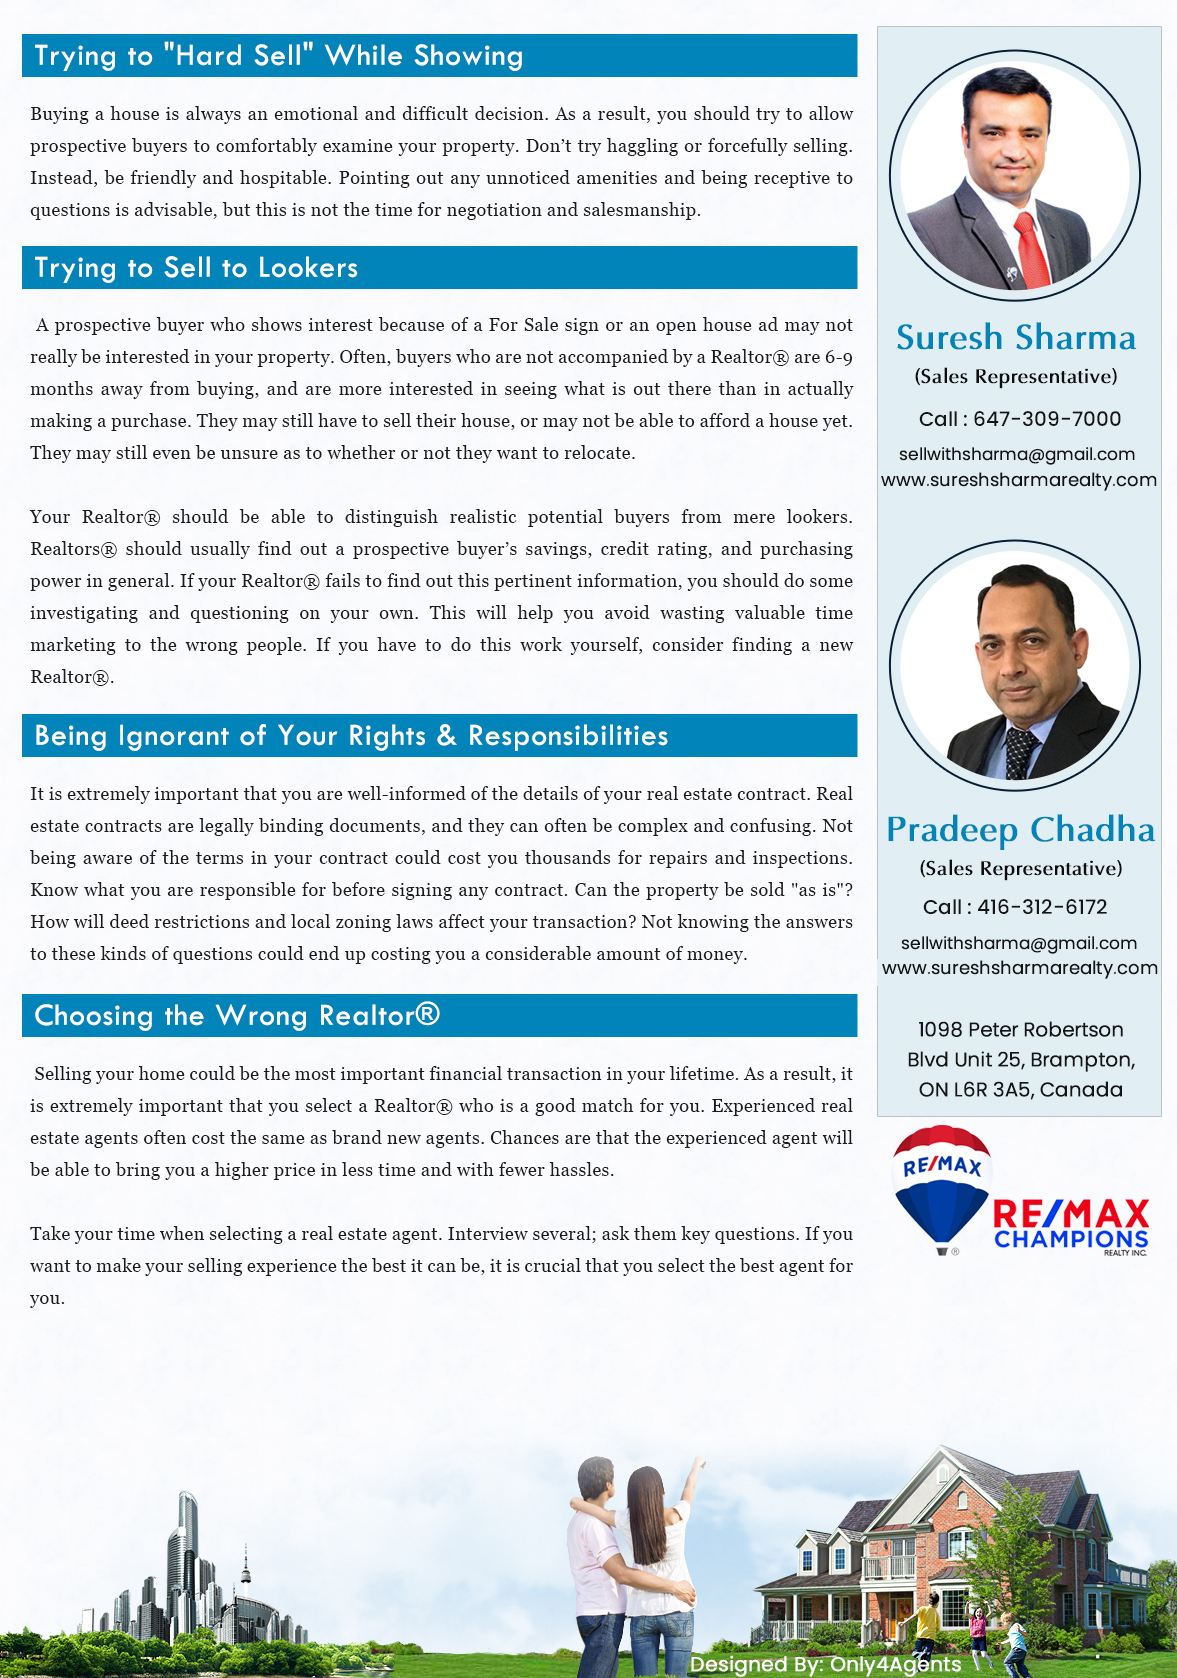 Trying to "Hard Sell" While Showing
Buying a house is always an emotional and difficult decision. As a result, you should try to allow
prospective buyers to comfortably examine your property. Don’t try haggling or forcefully selling.
Instead, be friendly and hospitable. Pointing out any unnoticed amenities and being receptive to
questions is advisable, but this is not the time for negotiation and salesmanship.
Trying to Sell to Lookers
A prospective buyer who shows interest because of a For Sale sign or an open house ad may not
really be interested in your property. Often, buyers who are not accompanied by a Realtor® are 6-9
months away from buying, and are more interested in seeing what is out there than in actually
making a purchase. They may still have to sell their house, or may not be able to afford a house yet.
They may still even be unsure as to whether or not they want to relocate.
Your Realtor® should be able to distinguish realistic potential buyers from mere lookers.
Realtors® should usually find out a prospective buyer’s savings, credit rating, and purchasing
power in general. If your Realtor® fails to find out this pertinent information, you should do some
investigating and questioning on your own. This will help you avoid wasting valuable time
marketing to the wrong people. If you have to do this work yourself, consider finding a new
Realtor®.
Being Ignorant of Your Rights & Responsibilities
It is extremely important that you are well-informed of the details of your real estate contract. Real
estate contracts are legally binding documents, and they can often be complex and confusing. Not
being aware of the terms in your contract could cost you thousands for repairs and inspections.
Know what you are responsible for before signing any contract. Can the property be sold "as is"?
How will deed restrictions and local zoning laws affect your transaction? Not knowing the answers
to these kinds of questions could end up costing you a considerable amount of money.
Choosing the Wrong Realtor®
Selling your home could be the most important financial transaction in your lifetime. As a result, it
is extremely important that you select a Realtor® who is a good match for you. Experienced real
estate agents often cost the same as brand new agents. Chances are that the experienced agent will
be able to bring you a higher price in less time and with fewer hassles.
Take your time when selecting a real estate agent. Interview several; ask them key questions. If you
want to make your selling experience the best it can be, it is crucial that you select the best agent for
you.
Suresh Sharma
(Sales Representative)
Call : 647-309-7000
sellwithsharma@gmail.com
www.sureshsharmarealty.com
Pradeep Chadha
(Sales Representative)
Call : 416-312-6172
sellwithsharma@gmail.com
www.sureshsharmarealty.com
1098 Peter Robertson
Blvd Unit 25, Brampton,
ON L6R 3A5, Canada
RE/MAX
®
RE/MAX
CHAMPIONS
REALTY INC.
Designed By: Only4Agents